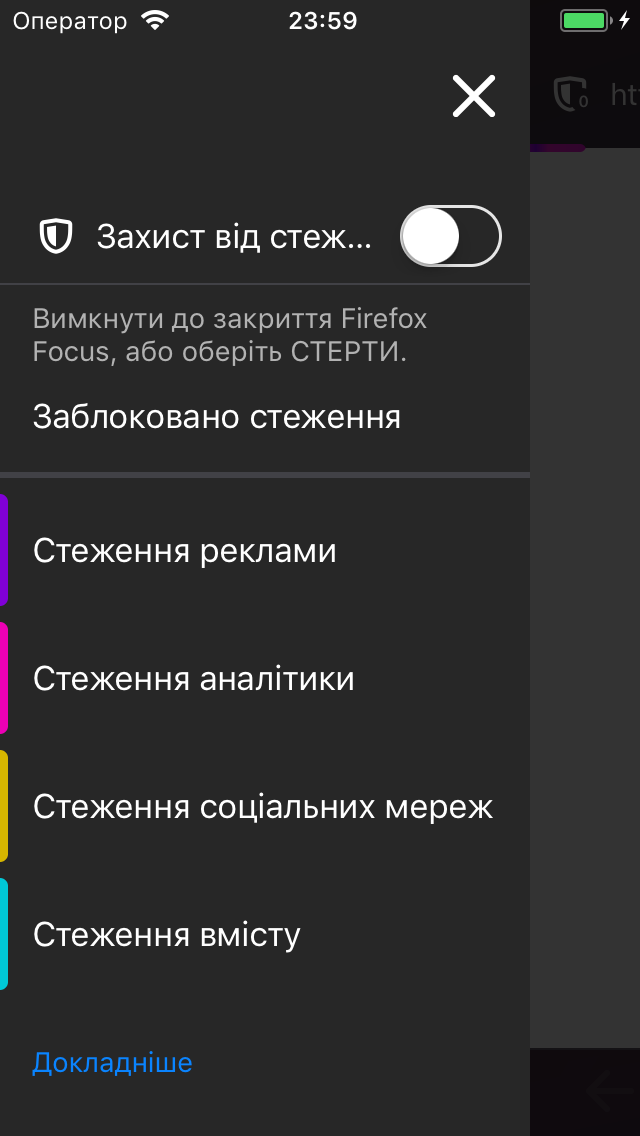 Оператор 23:59
0 htt
Захист від стеж...
Вимкнути до закриття Firefox
Focus, або оберіть СТЕРТИ.
Заблоковано стеження
Стеження реклами
Стеження аналітики
Стеження соціальних мереж
Стеження вмісту
Докладніше